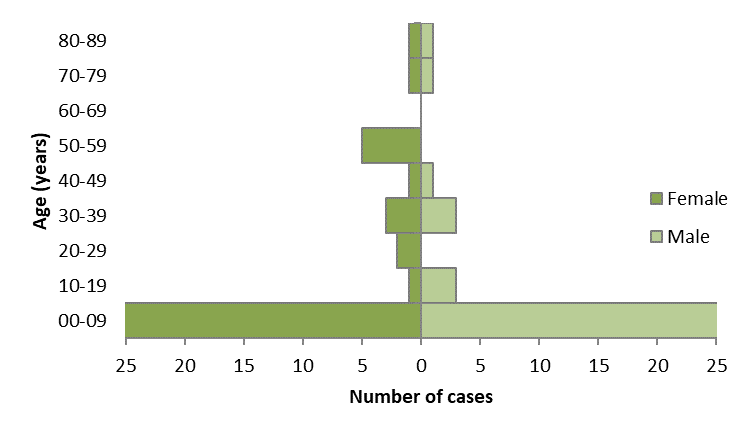 80-89
70-79
60-69
50-59
40-49
30-39
20-29
10-19
00-09
Age (years)
Female
Male
25 20 15 10 5 0 5 10 15 20 25
Number of cases